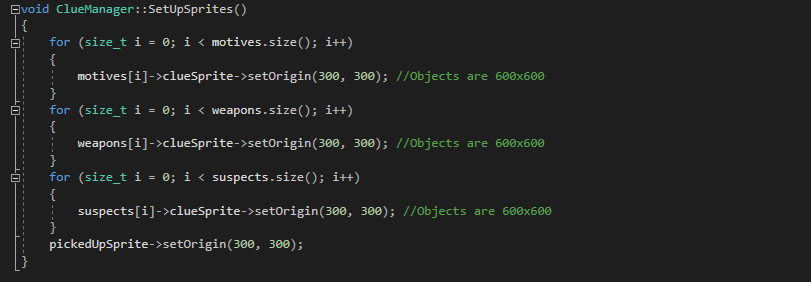 void ClueManager::SetUpSprites()
{
    for (size_t i = 0; i < motives.size(); i++)
    {
        motives[i]->clueSprite->setOrigin(300, 300); //Objects are 600x600
    }
    for (size_t i = 0; i < weapons.size(); i++)
    {
        weapons[i]->clueSprite->setOrigin(300, 300); //Objects are 600x600
    }
    for (size_t i = 0; i < suspects.size(); i++)
    {
        suspects[i]->clueSprite->setOrigin(300, 300); //Objects are 600x600
    }
    pickedUpSprite->setOrigin(300, 300);
}